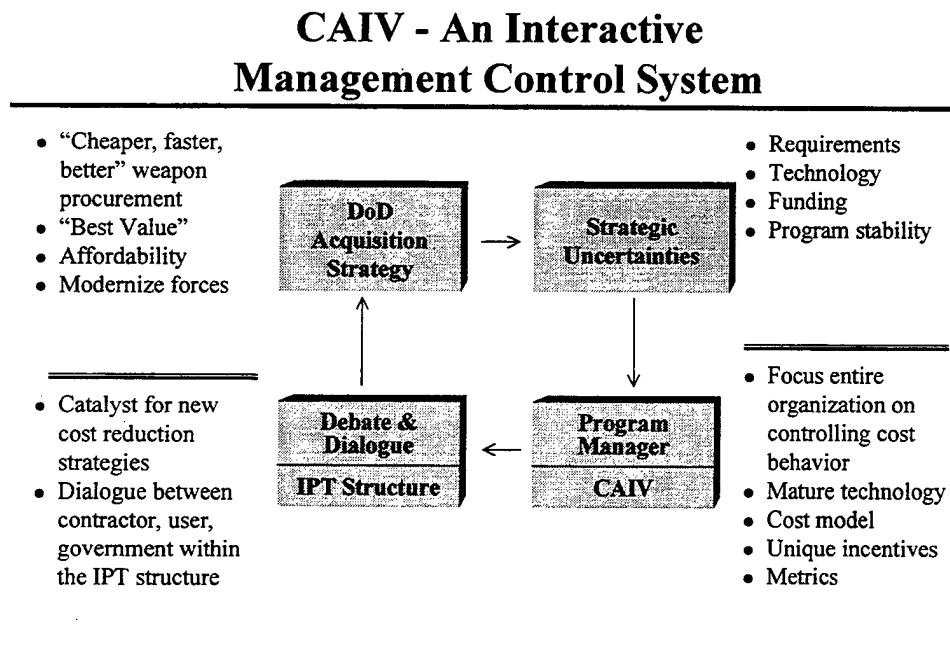 CAIV - An Interactive
Management Control System
• “Cheaper, faster,
better” weapon
procurement
• “Best Value”
• Affordability
• Modernize forces
DoD
Acquisition
Strategy
Strategic
Uncertainties
• Requirements
• Technology
• Funding
• Program stability
• Catalyst for new
cost reduction
strategies
• Dialogue between
contractor, user,
government within
the IPT structure
Debate &
Dialogue
IPT Structure
Program
Manager
CAIV
• Focus entire
organization on
controlling cost
behavior
• Mature technology
• Cost model
• Unique incentives
• Metrics